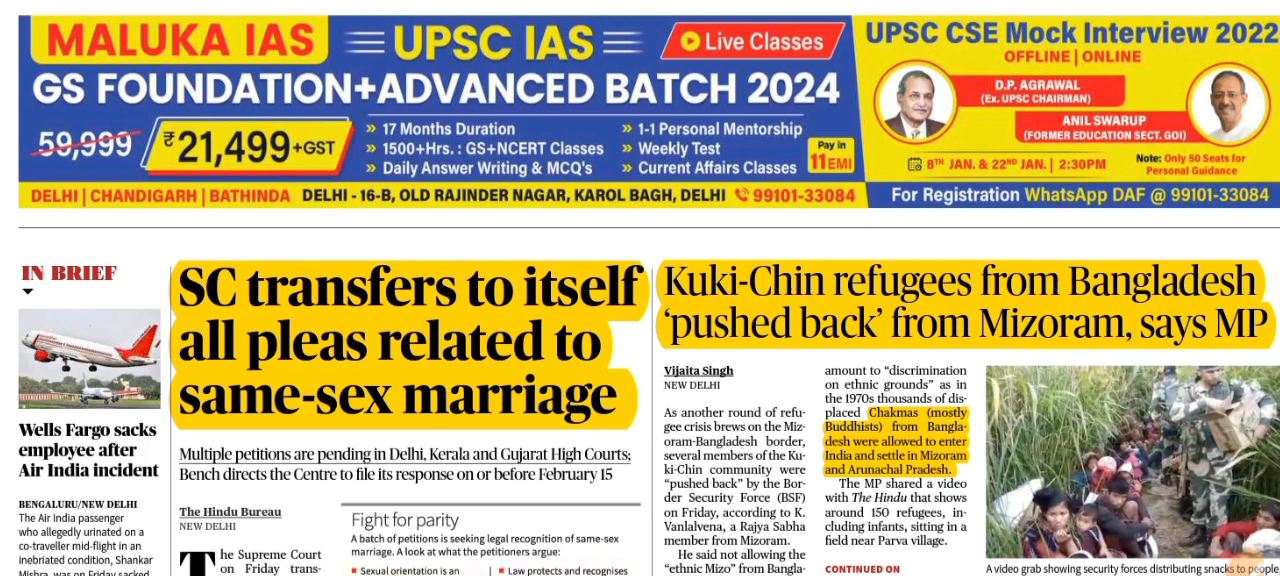 MALUKA IAS
UPSC IAS
Live Classes
GS FOUNDATION+ADVANCED BATCH 2024
59,999
₹21,499+GST
» 17 Months Duration
» 1500+Hrs. : GS+NCERT Classes
» Daily Answer Writing & MCQ's
» 1-1 Personal Mentorship
» Weekly Test
» Current Affairs Classes
Pay in
11EMI
DELHI | CHANDIGARH | BATHINDA DELHI - 16-B, OLD RAJINDER NAGAR, KAROL BAGH, DELHI 99101-33084
UPSC CSE Mock Interview 2022
OFFLINE | ONLINE
D.P. AGRAWAL
(Ex. UPSC CHAIRMAN)
ANIL SWARUP
(FORMER EDUCATION SECT. GOI)
8TH JAN. & 22ND JAN. | 2:30PM
Note: Only 50 Seats for
Personal Guidance
For Registration WhatsApp DAF @ 99101-33084
IN BRIEF
Wells Fargo sacks
employee after
Air India incident
BENGALURU/NEW DELHI
The Air India passenger
who allegedly urinated on a
co-traveller mid-flight in an
inebriated condition, Shankar
Mishra, was on Friday sacked
SC transfers to itself
all pleas related to
same-sex marriage
Multiple petitions are pending in Delhi, Kerala and Gujarat High Courts;
Bench directs the Centre to file its response on or before February 15
The Hindu Bureau
NEW DELHI
The Supreme Court
on Friday trans-
Fight for parity
A batch of petitions is seeking legal recognition of same-sex
marriage. A look at what the petitioners argue:
■ Sexual orientation is an
■ Law protects and recognises
Kuki-Chin refugees from Bangladesh
‘pushed back’ from Mizoram, says MP
Vijaita Singh
NEW DELHI
As another round of refu-
gee crisis brews on the Miz-
oram-Bangladesh border,
several members of the Ku-
ki-Chin community were
“pushed back” by the Bor-
der Security Force (BSF)
on Friday, according to K.
Vanlalvena, a Rajya Sabha
member from Mizoram.
He said not allowing the
“ethnic Mizo” from Bangla-
amount to “discrimination
on ethnic grounds” as in
the 1970s thousands of dis-
placed Chakmas (mostly
Buddhists) from Bangla-
desh were allowed to enter
India and settle in Mizoram
and Arunachal Pradesh.
The MP shared a video
with The Hindu that shows
around 150 refugees, in-
cluding infants, sitting in a
field near Parva village.
CONTINUED ON
A video grab showing security forces distributing snacks to people